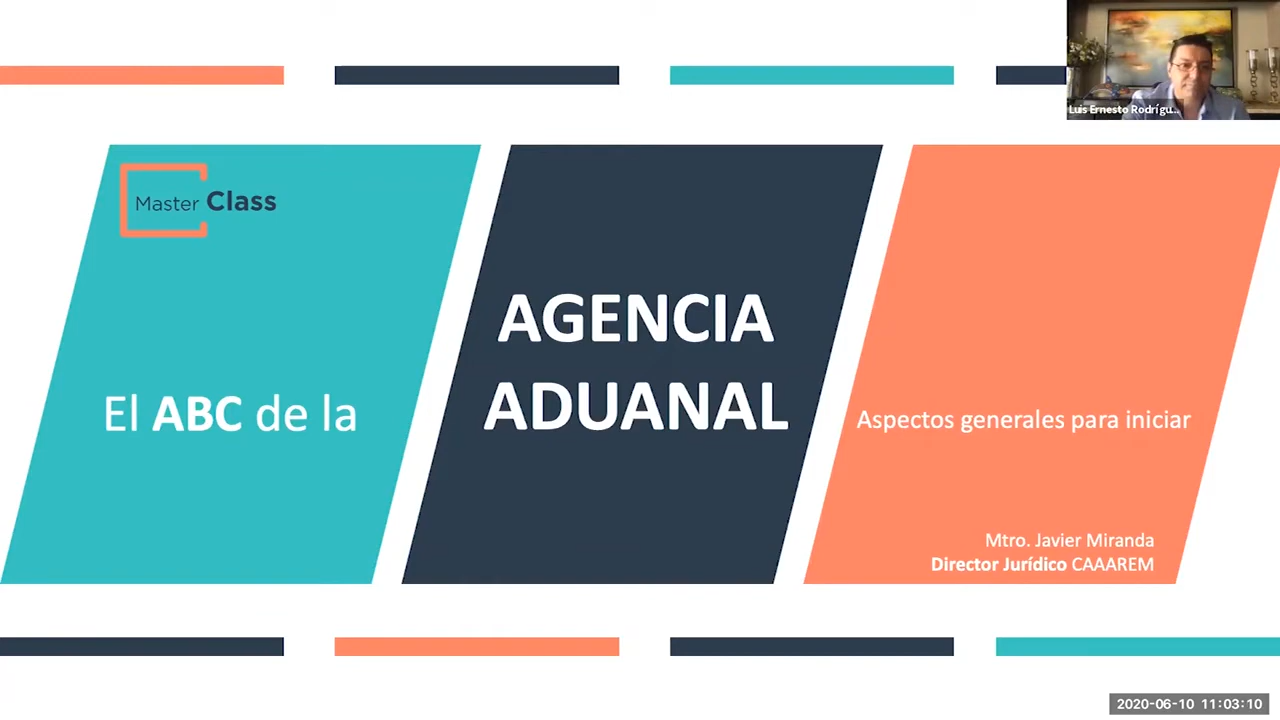 Luis Ernesto Rodrígu...
Master Class
El ABC de la
AGENCIA
ADUANAL
Aspectos generales para iniciar
Mtro. Javier Miranda
Director Jurídico CAAAREM
2020-06-10 11:03:10